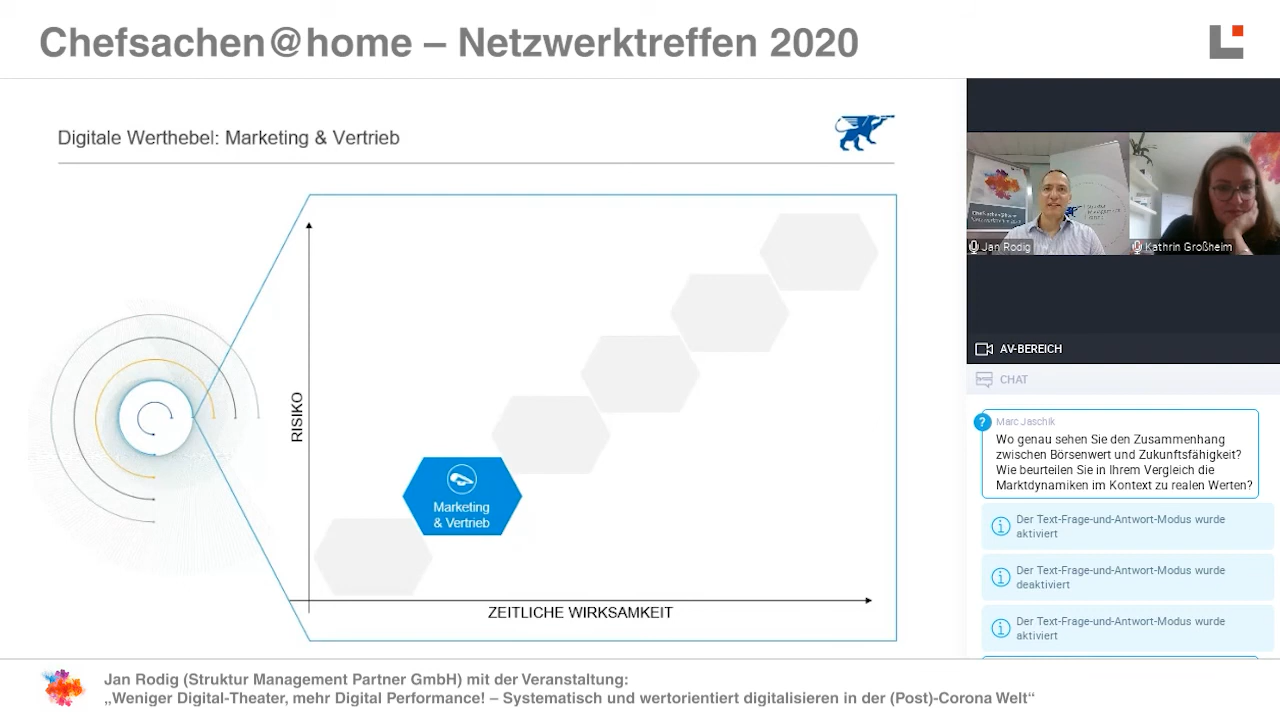 Chefsachen@home – Netzwerktreffen 2020
Digitale Werthebel: Marketing & Vertrieb
RISIKO
Marketing
& Vertrieb
ZEITLICHE WIRKSAMKEIT
Jan Rodig
Kathrin Großheim
AV-BEREICH
CHAT
?
Marc Jaschik
Wo genau sehen Sie den Zusammenhang
zwischen Börsenwert und Zukunftsfähigkeit?
Wie beurteilen Sie in Ihrem Vergleich die
Marktdynamiken im Kontext zu realen Werten?
Der Text-Frage-und-Antwort-Modus wurde
aktiviert
Der Text-Frage-und-Antwort-Modus wurde
deaktiviert
Der Text-Frage-und-Antwort-Modus wurde
aktiviert
Jan Rodig (Struktur Management Partner GmbH) mit der Veranstaltung:
„Weniger Digital-Theater, mehr Digital Performance! – Systematisch und wertorientiert digitalisieren in der (Post)-Corona Welt“